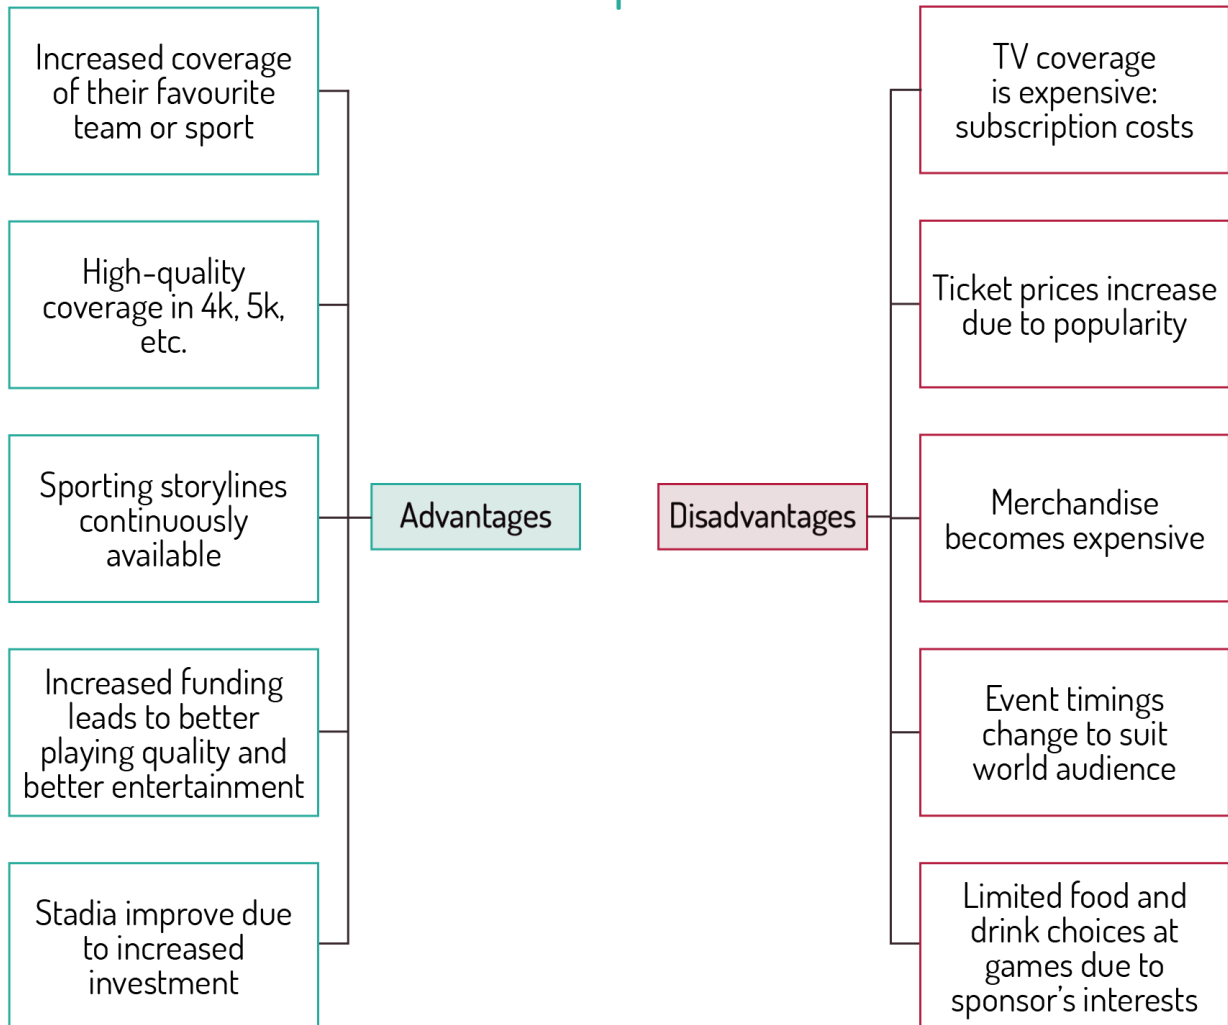 Increased coverage
of their favourite
team or sport
High-quality
coverage in 4k, 5k,
etc.
Sporting storylines
continuously
available
Increased funding
leads to better
playing quality and
better entertainment
Stadia improve due
to increased
investment
Advantages
Disadvantages
TV coverage
is expensive:
subscription costs
Ticket prices increase
due to popularity
Merchandise
becomes expensive
Event timings
change to suit
world audience
Limited food and
drink choices at
games due to
sponsor's interests